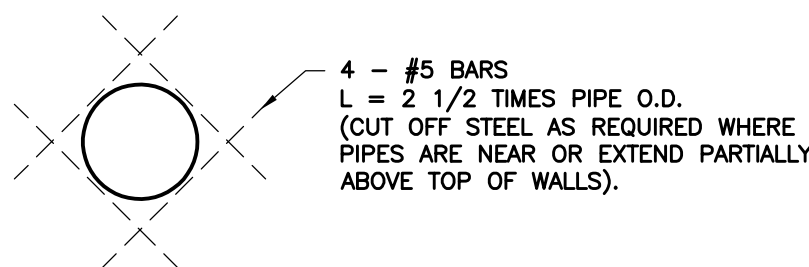 4 - #5 BARS
L = 2 1/2 TIMES PIPE O.D.
(CUT OFF STEEL AS REQUIRED WHERE
PIPES ARE NEAR OR EXTEND PARTIALLY
ABOVE TOP OF WALLS).